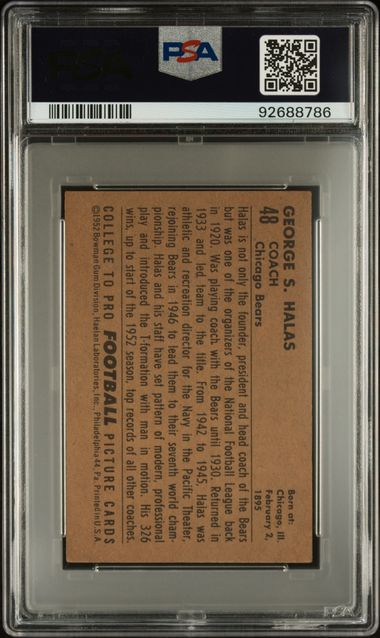 PSA
92688786
GEORGE S. HALAS
48 COACH
Chicago Bears
Born at:
Chicago, Ill.
February 2,
1895
Halas is not only the founder, president and head coach of the Bears
but was one of the organizers of the National Football League back
in 1920. Was playing coach with the Bears until 1930. Returned in
1933 and led team to the title. From 1942 to 1945, Halas was
athletic and recreation director for the Navy in the Pacific Theater,
rejoining Bears in 1946 to lead them to their seventh world cham-
pionship. Halas and his staff have set pattern of modern, professional
play and introduced the T-formation with man in motion. His 326
wins, up to start of the 1952 season, top records of all other coaches.
COLLEGE TO PRO FOOTBALL PICTURE CARDS
©1952 Bowman Gum Division, Haelan Laboratories, Inc., Philadelphia 44, Pa. Printed in U.S.A.